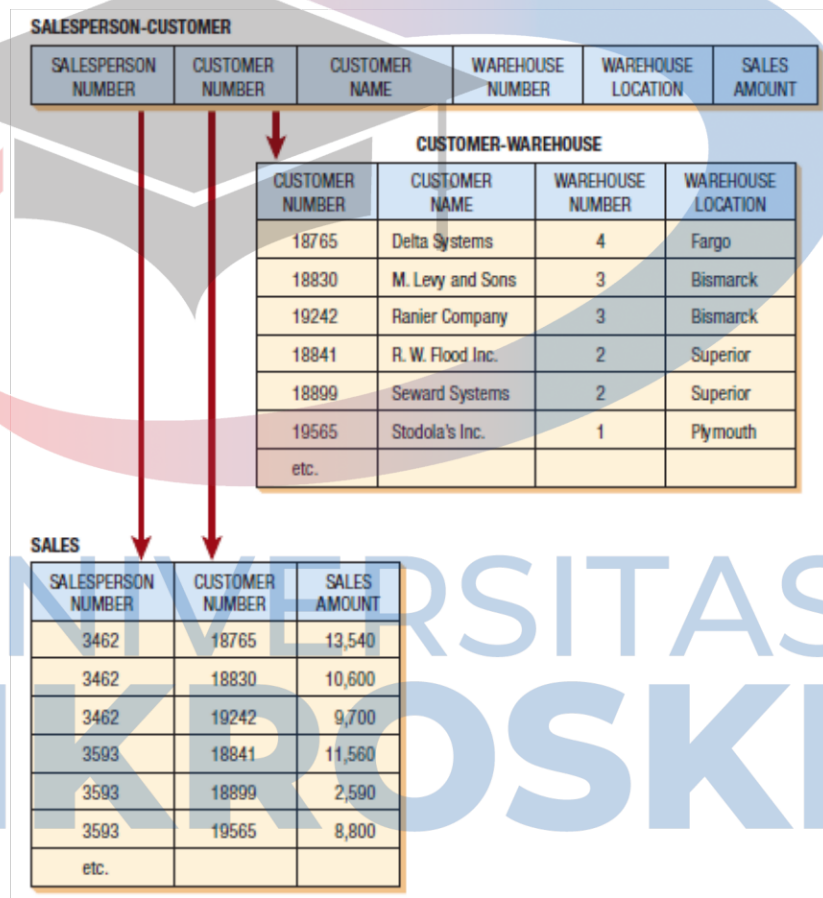 SALESPERSON-CUSTOMER
SALESPERSON NUMBER CUSTOMER NUMBER CUSTOMER NAME WAREHOUSE NUMBER WAREHOUSE LOCATION SALES AMOUNT
CUSTOMER-WAREHOUSE
CUSTOMER NUMBER CUSTOMER NAME WAREHOUSE NUMBER WAREHOUSE LOCATION
18765 Delta Systems 4 Fargo
18830 M. Levy and Sons 3 Bismarck
19242 Ranier Company 3 Bismarck
18841 R. W. Flood Inc. 2 Superior
18899 Seward Systems 2 Superior
19565 Stodola's Inc. 1 Plymouth
etc.
SALES
SALESPERSON NUMBER CUSTOMER NUMBER SALES AMOUNT
3462 18765 13,540
3462 18830 10,600
3462 19242 9,700
3593 18841 11,560
3593 18899 2,590
3593 19565 8,800
etc.
NIVERSITAS
IKROSKI